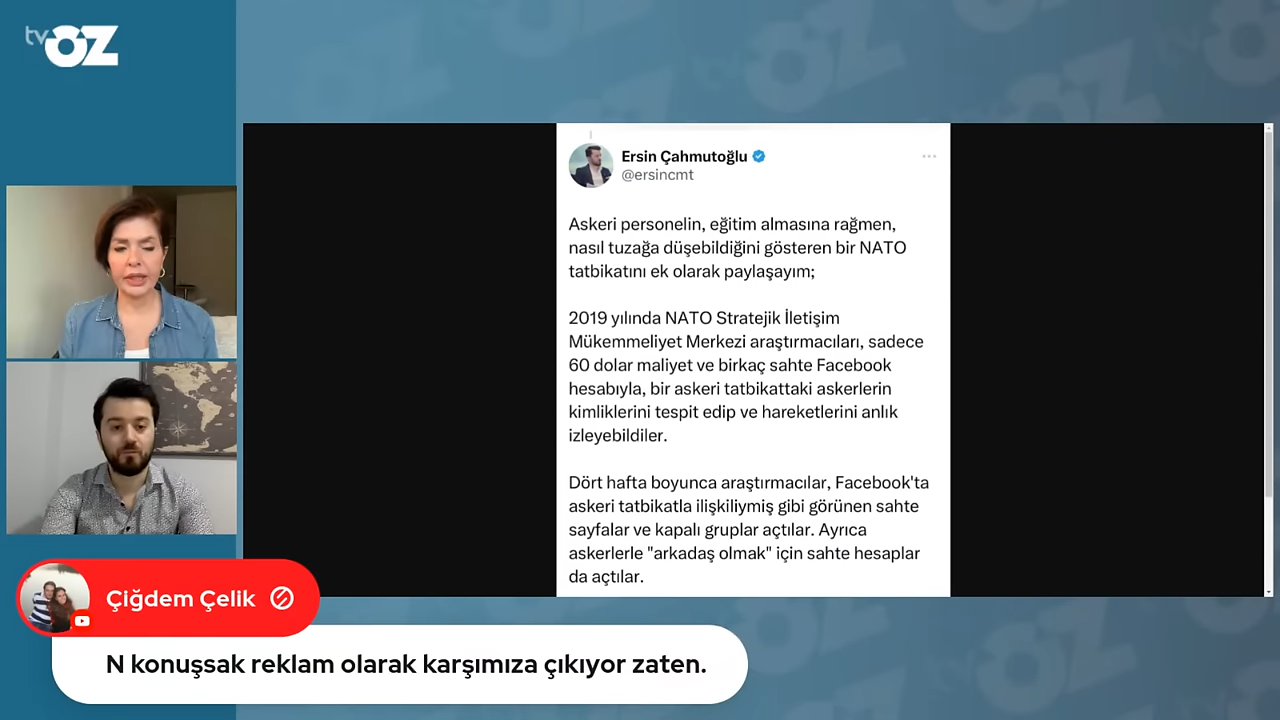 tv ÖZ
Ersin Çahmutoğlu
@ersincmt
Askeri personelin, eğitim almasına rağmen,
nasıl tuzağa düşebildiğini gösteren bir NATO
tatbikatını ek olarak paylaşayım;
2019 yılında NATO Stratejik İletişim
Mükemmeliyet Merkezi araştırmacıları, sadece
60 dolar maliyet ve birkaç sahte Facebook
hesabıyla, bir askeri tatbikattaki askerlerin
kimliklerini tespit edip ve hareketlerini anlık
izleyebildiler.
Dört hafta boyunca araştırmacılar, Facebook'ta
askeri tatbikatla ilişkiliymiş gibi görünen sahte
sayfalar ve kapalı gruplar açtılar. Ayrıca
askerlerle "arkadaş olmak" için sahte hesaplar
da açtılar.
Çiğdem Çelik
N konuşsak reklam olarak karşımıza çıkıyor zaten.